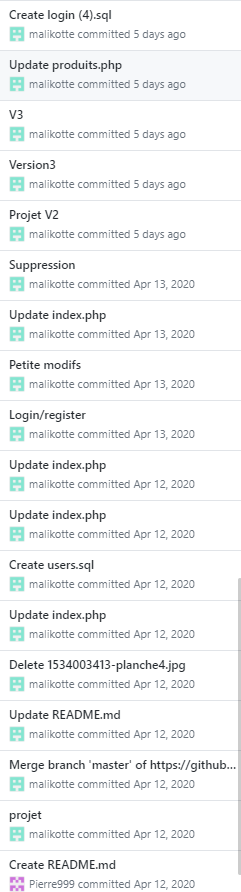 Create login (4).sql
malikotte committed 5 days ago
Update produits.php
malikotte committed 5 days ago
V3
malikotte committed 5 days ago
Version3
malikotte committed 5 days ago
Projet V2
malikotte committed 5 days ago
Suppression
malikotte committed Apr 13, 2020
Update index.php
malikotte committed Apr 13, 2020
Petite modifs
malikotte committed Apr 13, 2020
Login/register
malikotte committed Apr 13, 2020
Update index.php
malikotte committed Apr 12, 2020
Update index.php
malikotte committed Apr 12, 2020
Create users.sql
malikotte committed Apr 12, 2020
Update index.php
malikotte committed Apr 12, 2020
Delete 1534003413-planche4.jpg
malikotte committed Apr 12, 2020
Update README.md
malikotte committed Apr 12, 2020
Merge branch 'master' of https://github...
malikotte committed Apr 12, 2020
projet
malikotte committed Apr 12, 2020
Create README.md
Pierre999 committed Apr 12, 2020